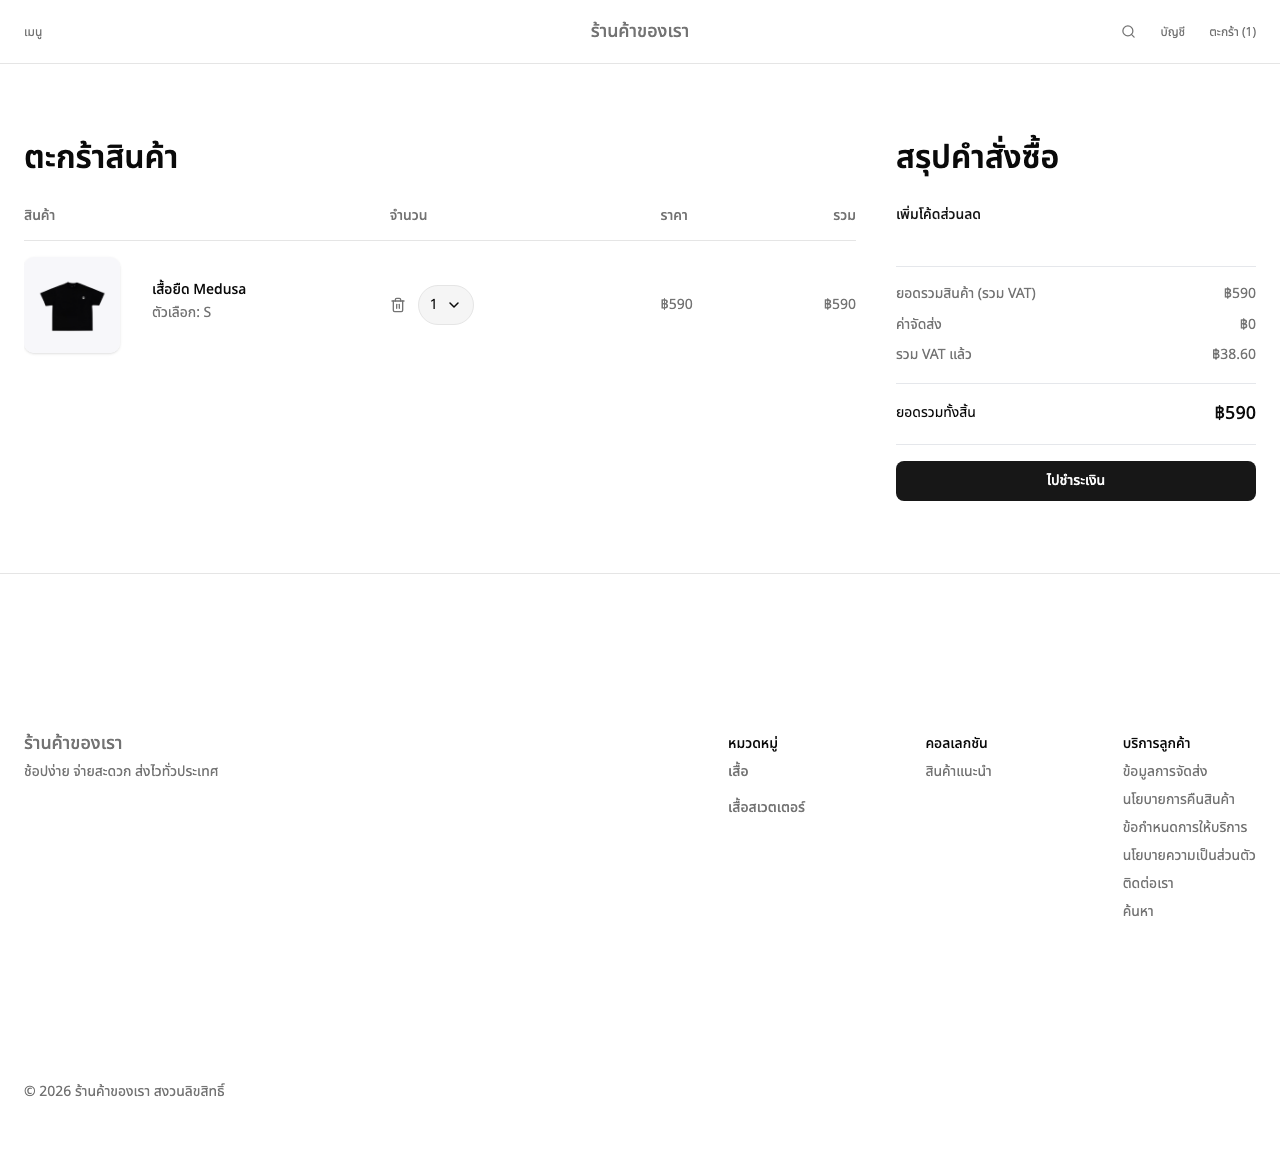 เมนู
ร้านค้าของเรา
บัญชี
ตะกร้า (1)
ตะกร้าสินค้า
สินค้า
จำนวน
ราคา
รวม
เสื้อยืด Medusa
ตัวเลือก: S
1
฿590
฿590
สรุปคำสั่งซื้อ
เพิ่มโค้ดส่วนลด
ยอดรวมสินค้า (รวม VAT)
฿590
ค่าจัดส่ง
฿0
รวม VAT แล้ว
฿38.60
ยอดรวมทั้งสิ้น
฿590
ไปชำระเงิน
ร้านค้าของเรา
ช้อปง่าย จ่ายสะดวก ส่งไวทั่วประเทศ
หมวดหมู่
เสื้อ
เสื้อสเวตเตอร์
คอลเลกชัน
สินค้าแนะนำ
บริการลูกค้า
ข้อมูลการจัดส่ง
นโยบายการคืนสินค้า
ข้อกำหนดการให้บริการ
นโยบายความเป็นส่วนตัว
ติดต่อเรา
ค้นหา
© 2026 ร้านค้าของเรา สงวนลิขสิทธิ์